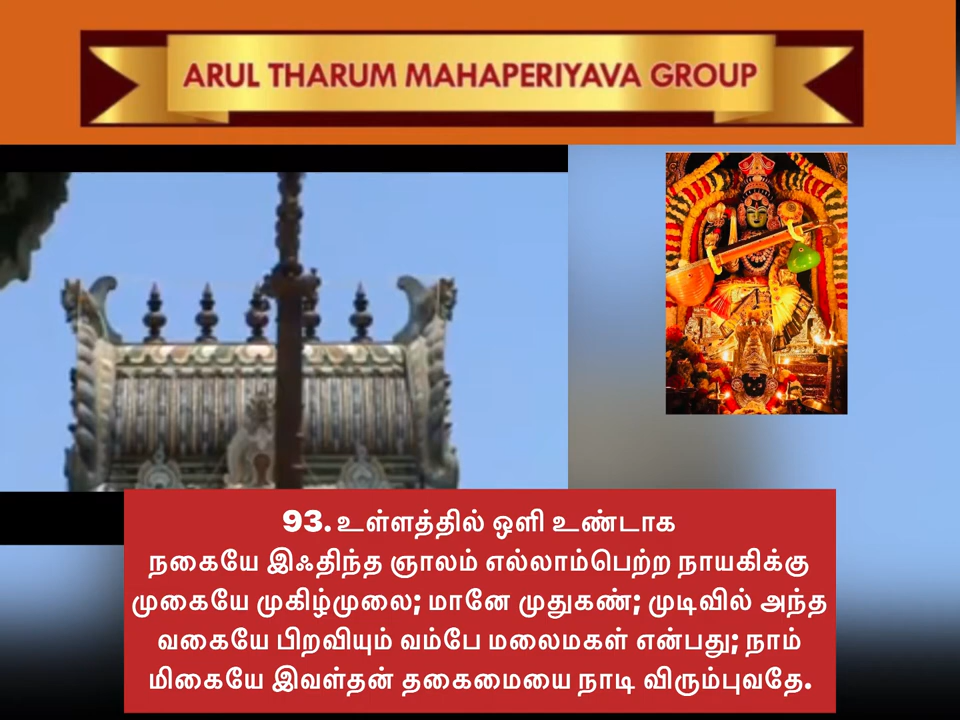 ARUL THARUM MAHAPERIYAVA GROUP
93. உள்ளத்தில் ஒளி உண்டாக
நகையே இஃதிந்த ஞாலம் எல்லாம்பெற்ற நாயகிக்கு
முகையே முகிழ்முலை; மானே முதுகண்; முடிவில் அந்த
வகையே பிறவியும் வம்பே மலைமகள் என்பது; நாம்
மிகையே இவள்தன் தகைமையை நாடி விரும்புவதே.